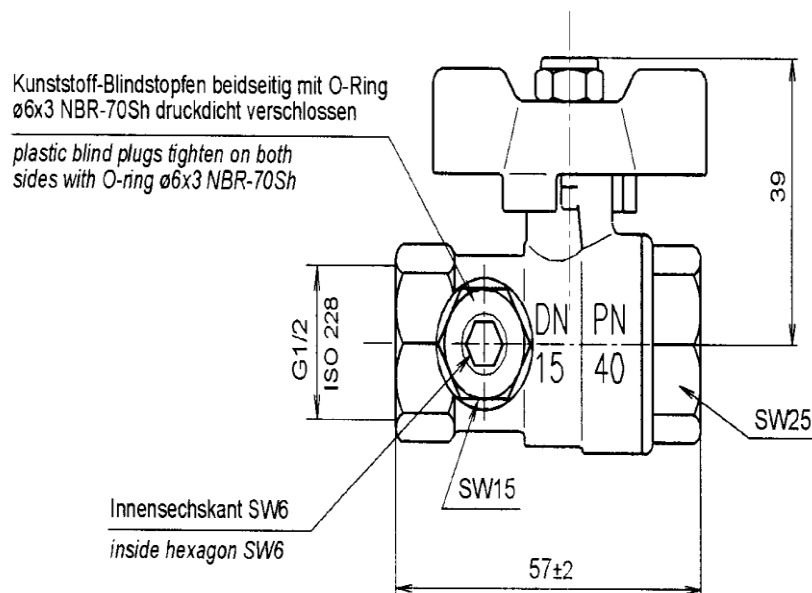 Kunststoff-Blindstopfen beidseitig mit O-Ring
ø6x3 NBR-70Sh druckdicht verschlossen
plastic blind plugs tighten on both
sides with O-ring ø6x3 NBR-70Sh
39
G1/2
ISO 228
DN PN
15 40
SW25
SW15
Innensechskant SW6
inside hexagon SW6
57±2